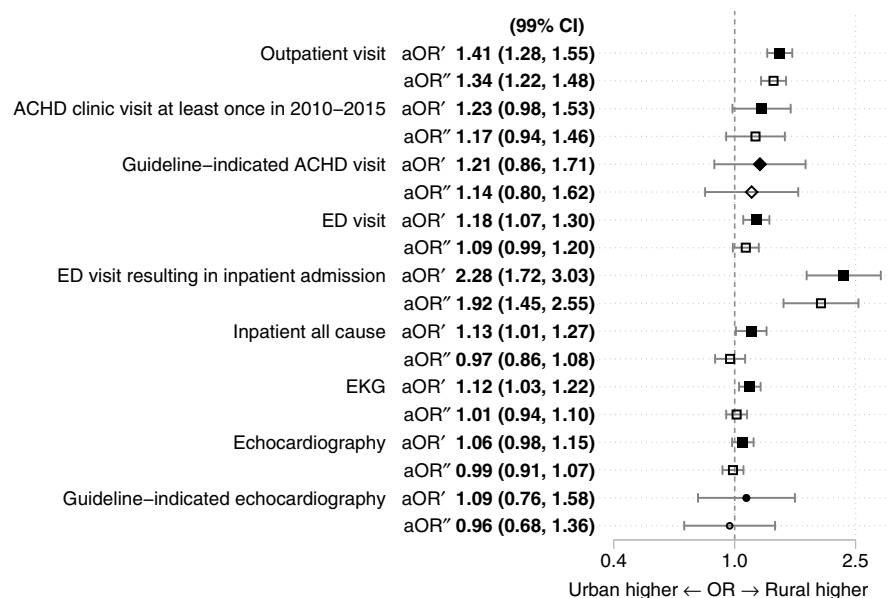 (99% CI)
Outpatient visit aOR′ 1.41 (1.28, 1.55)
aOR″ 1.34 (1.22, 1.48)
ACHD clinic visit at least once in 2010−2015 aOR′ 1.23 (0.98, 1.53)
aOR″ 1.17 (0.94, 1.46)
Guideline−indicated ACHD visit aOR′ 1.21 (0.86, 1.71)
aOR″ 1.14 (0.80, 1.62)
ED visit aOR′ 1.18 (1.07, 1.30)
aOR″ 1.09 (0.99, 1.20)
ED visit resulting in inpatient admission aOR′ 2.28 (1.72, 3.03)
aOR″ 1.92 (1.45, 2.55)
Inpatient all cause aOR′ 1.13 (1.01, 1.27)
aOR″ 0.97 (0.86, 1.08)
EKG aOR′ 1.12 (1.03, 1.22)
aOR″ 1.01 (0.94, 1.10)
Echocardiography aOR′ 1.06 (0.98, 1.15)
aOR″ 0.99 (0.91, 1.07)
Guideline−indicated echocardiography aOR′ 1.09 (0.76, 1.58)
aOR″ 0.96 (0.68, 1.36)
0.4 1.0 2.5
Urban higher ← OR → Rural higher